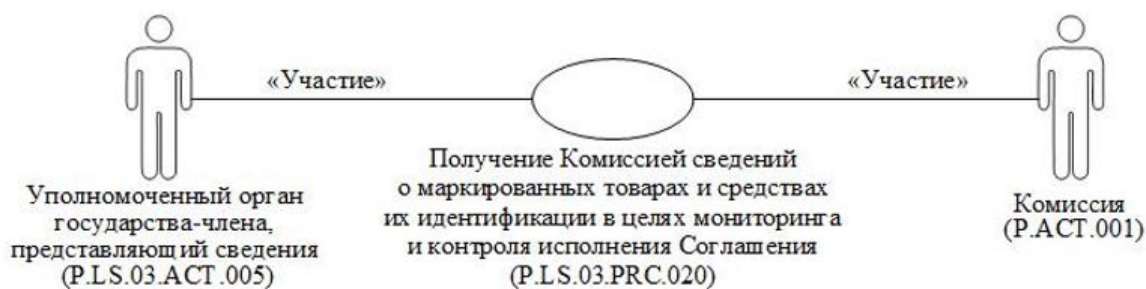 «Участие»
«Участие»
Уполномоченный орган
государства-члена,
представляющий сведения
(P.LS.03.ACT.005)
Получение Комиссией сведений
о маркированных товарах и средствах
их идентификации в целях мониторинга
и контроля исполнения Соглашения
(P.LS.03.PRC.020)
Комиссия
(P.ACT.001)